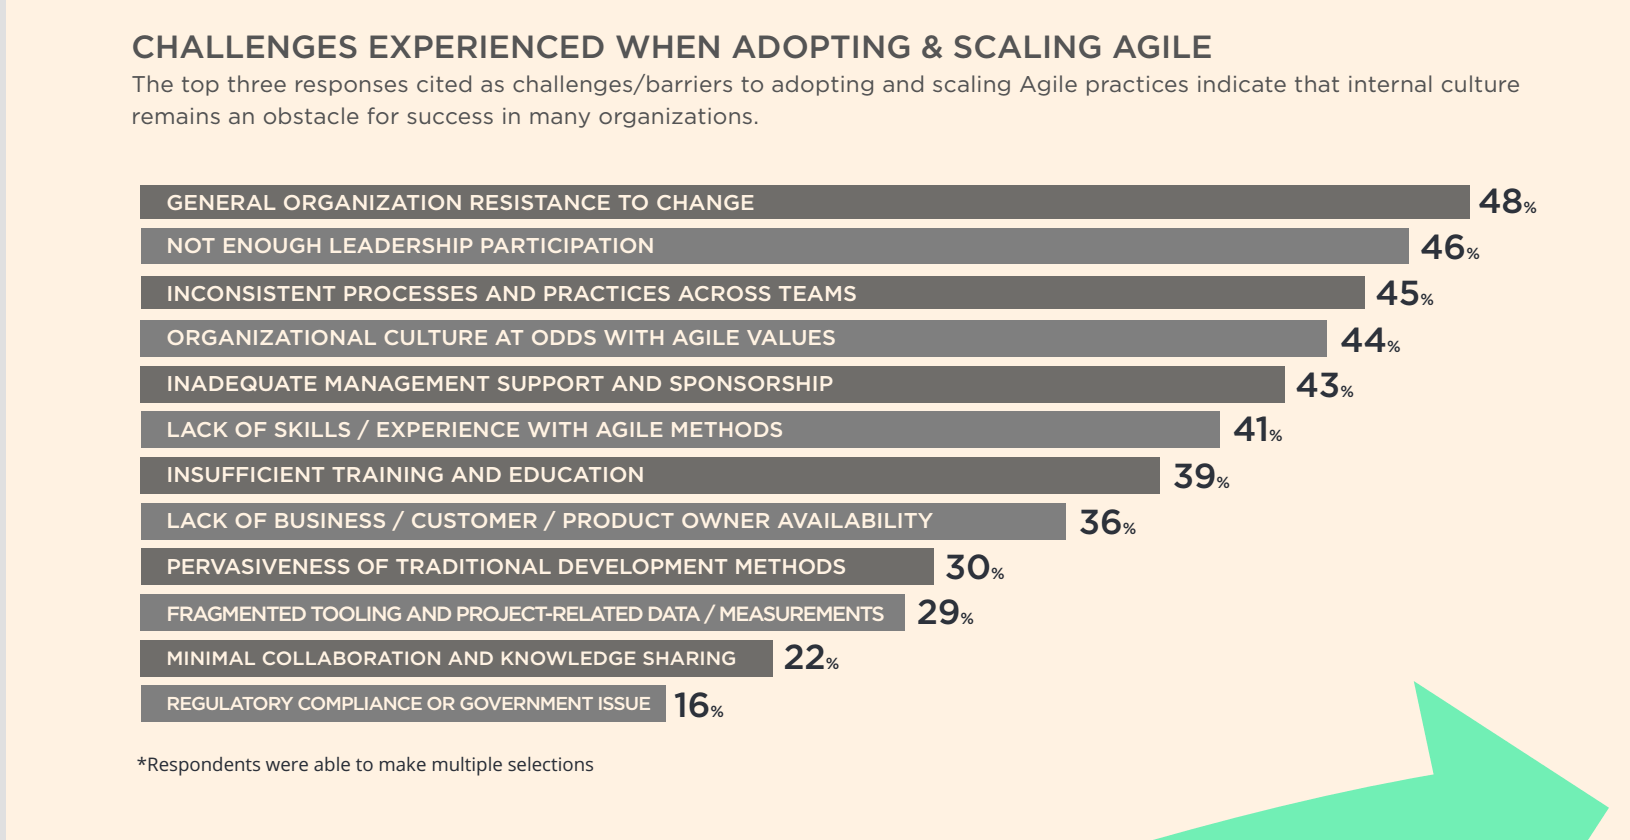 CHALLENGES EXPERIENCED WHEN ADOPTING & SCALING AGILE
The top three responses cited as challenges/barriers to adopting and scaling Agile practices indicate that internal culture
remains an obstacle for success in many organizations.
GENERAL ORGANIZATION RESISTANCE TO CHANGE 48%
NOT ENOUGH LEADERSHIP PARTICIPATION 46%
INCONSISTENT PROCESSES AND PRACTICES ACROSS TEAMS 45%
ORGANIZATIONAL CULTURE AT ODDS WITH AGILE VALUES 44%
INADEQUATE MANAGEMENT SUPPORT AND SPONSORSHIP 43%
LACK OF SKILLS / EXPERIENCE WITH AGILE METHODS 41%
INSUFFICIENT TRAINING AND EDUCATION 39%
LACK OF BUSINESS / CUSTOMER / PRODUCT OWNER AVAILABILITY 36%
PERVASIVENESS OF TRADITIONAL DEVELOPMENT METHODS 30%
FRAGMENTED TOOLING AND PROJECT-RELATED DATA / MEASUREMENTS 29%
MINIMAL COLLABORATION AND KNOWLEDGE SHARING 22%
REGULATORY COMPLIANCE OR GOVERNMENT ISSUE 16%
*Respondents were able to make multiple selections